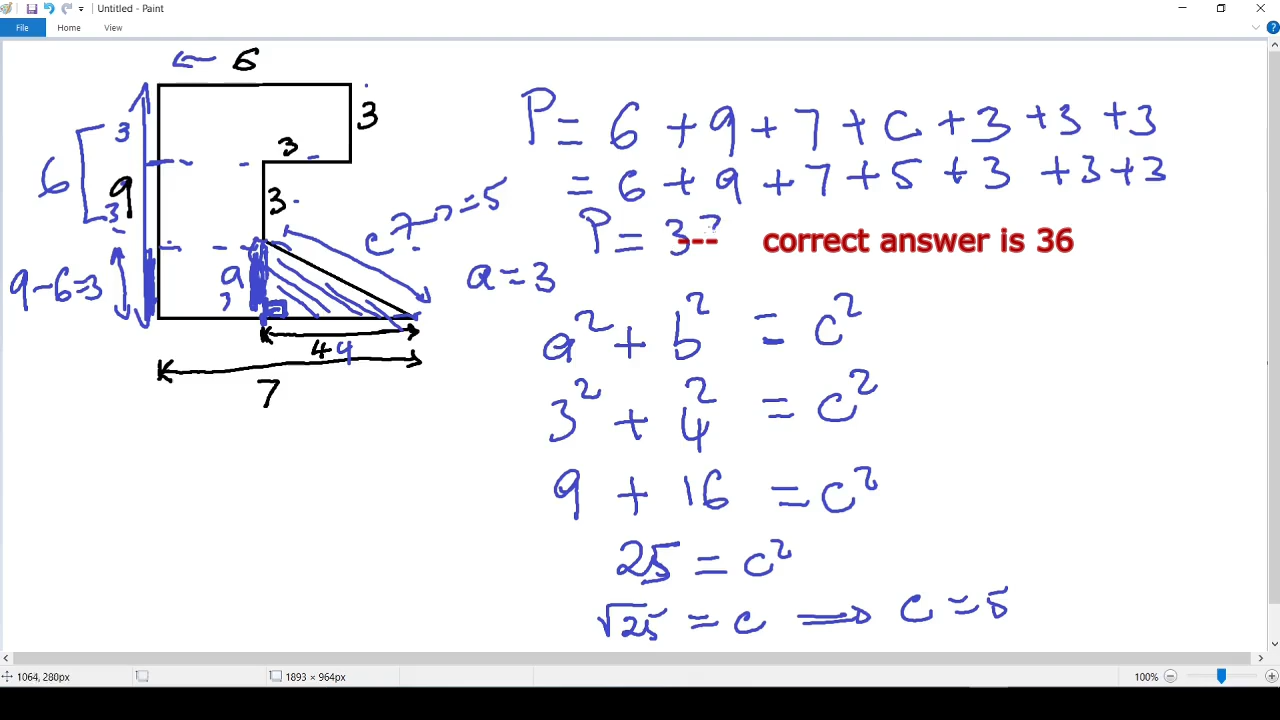 Untitled - Paint
File Home View
← 6
3
3
3
6
9
3
3
9-6=3
a
3
c → =5
a=3
44
7
P= 6 +9+7+c+3+3+3
= 6+9+7+5+3+3+3
P= 3
correct answer is 36
a² + b² = c²
3² + 4² = c²
9 + 16 = c²
25 = c²
√25 = c ⟹ c=5
1064, 280px
1893 × 964px
100%